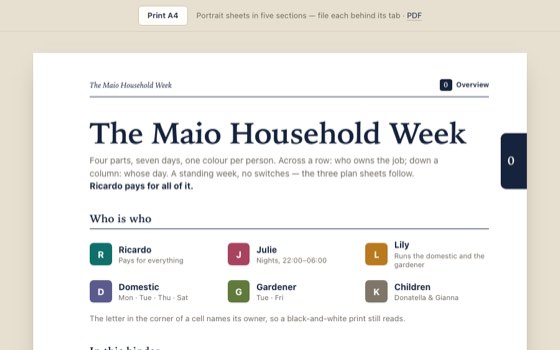 Print A4
Portrait sheets in five sections — file each behind its tab · PDF
The Maio Household Week
0 Overview
The Maio Household Week
0
Four parts, seven days, one colour per person. Across a row: who owns the job; down a
column: whose day. A standing week, no switches — the three plan sheets follow.
Ricardo pays for all of it.
Who is who
R Ricardo
Pays for everything
J Julie
Nights, 22:00–06:00
L Lily
Runs the domestic and the
gardener
D Domestic
Mon · Tue · Thu · Sat
G Gardener
Tue · Fri
K Children
Donatella & Gianna
The letter in the corner of a cell names its owner, so a black-and-white print still reads.
In this binder